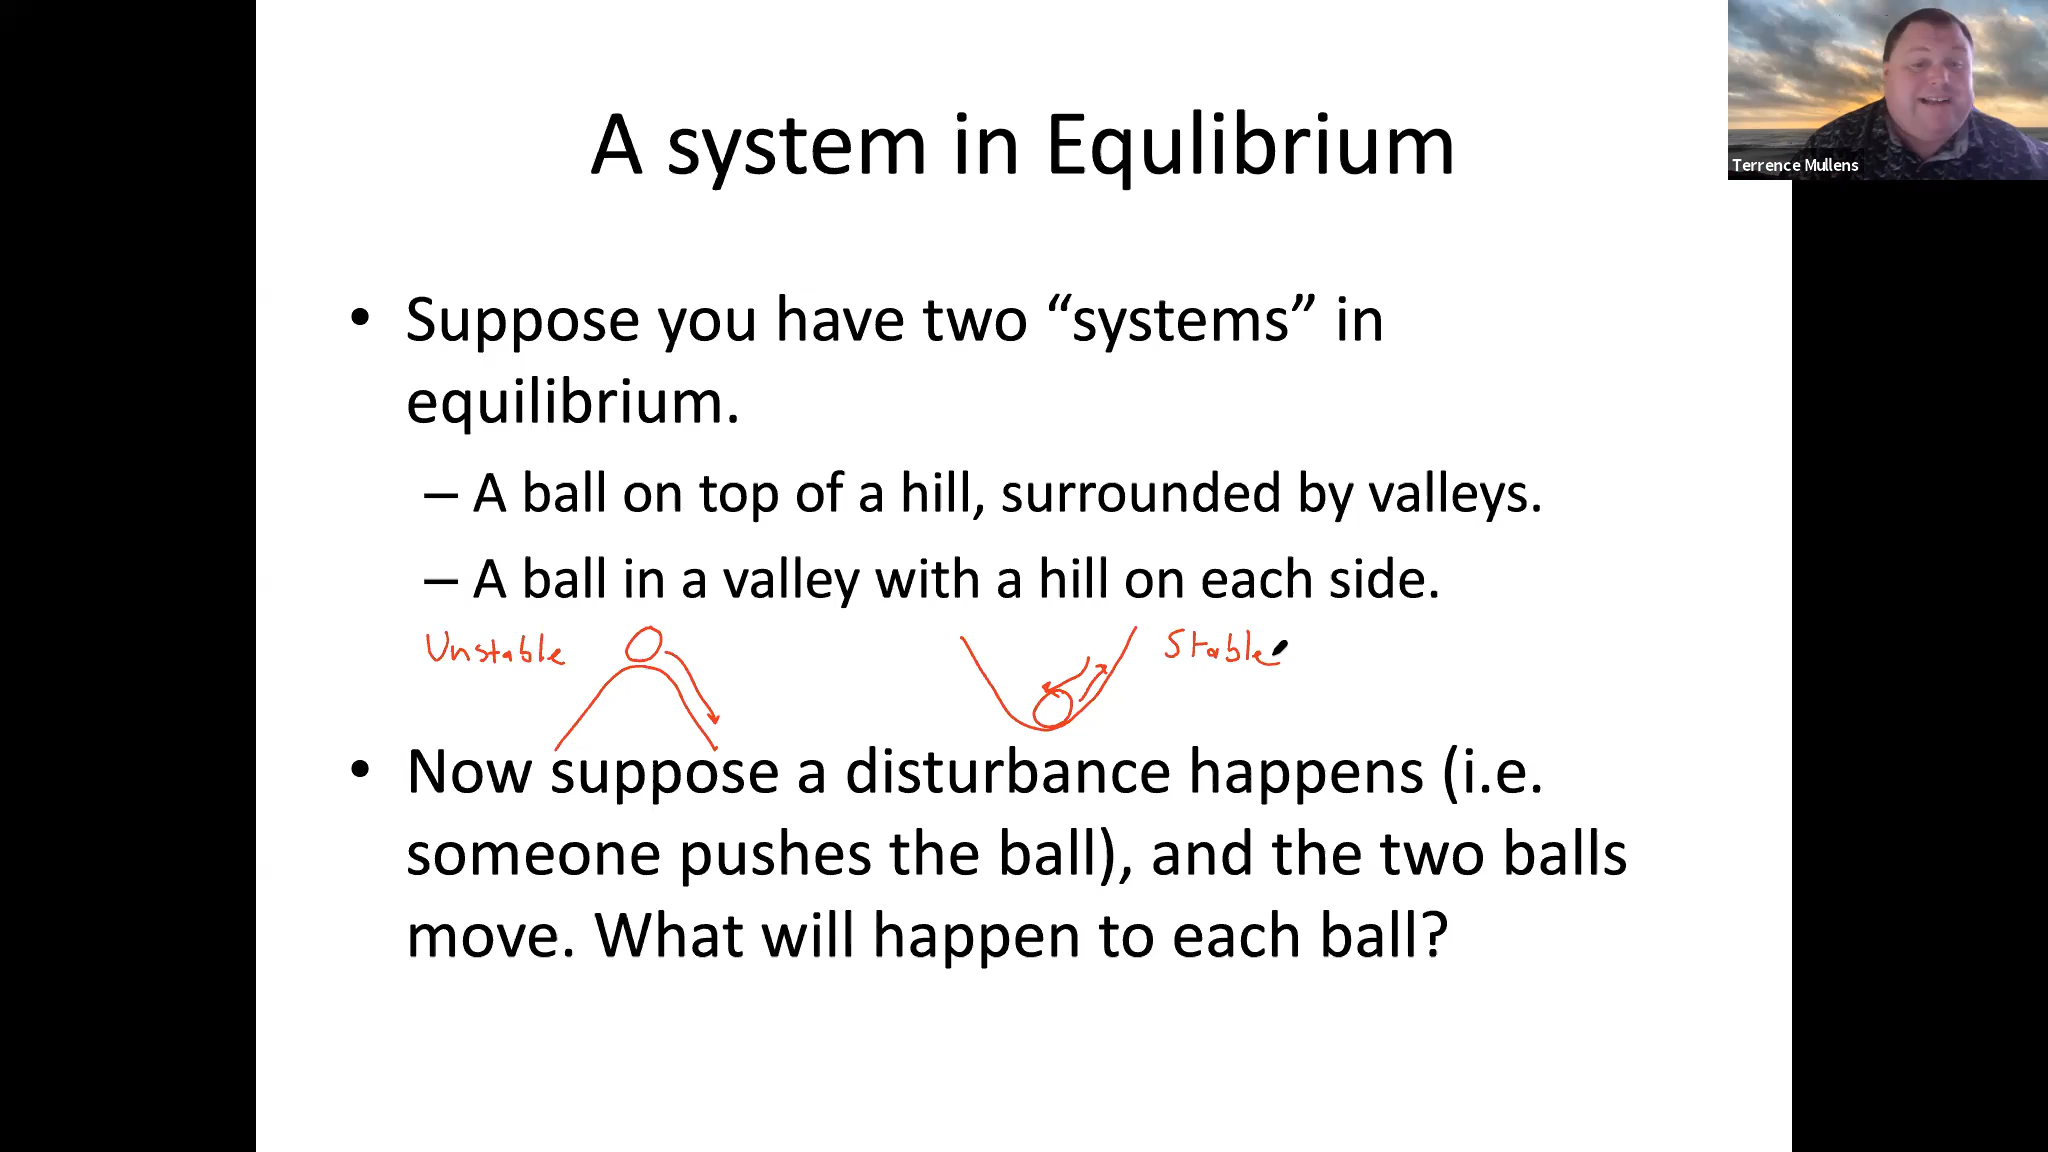 A system in Equlibrium
Terrence Mullens
• Suppose you have two “systems” in
equilibrium.
– A ball on top of a hill, surrounded by valleys.
– A ball in a valley with a hill on each side.
Unstable
Stable
• Now suppose a disturbance happens (i.e.
someone pushes the ball), and the two balls
move. What will happen to each ball?